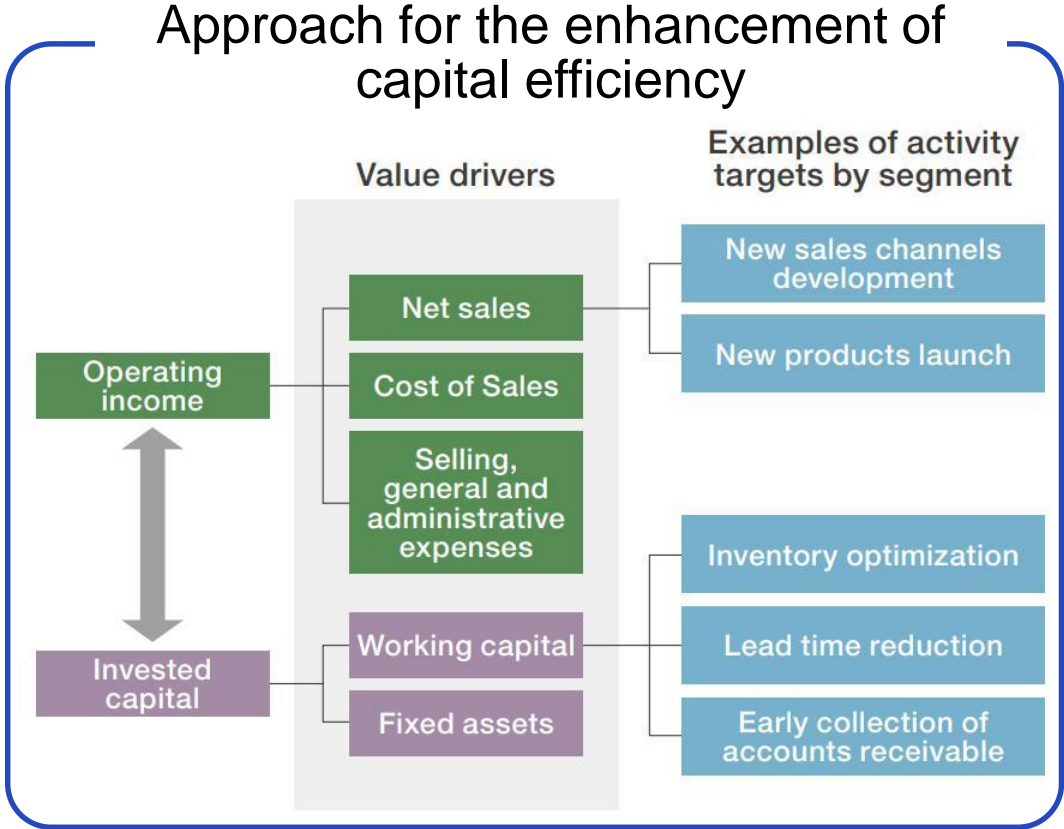 Approach for the enhancement of
capital efficiency
Value drivers
Examples of activity
targets by segment
Operating
income
Net sales
Cost of Sales
Selling,
general and
administrative
expenses
New sales channels
development
New products launch
Invested
capital
Working capital
Fixed assets
Inventory optimization
Lead time reduction
Early collection of
accounts receivable